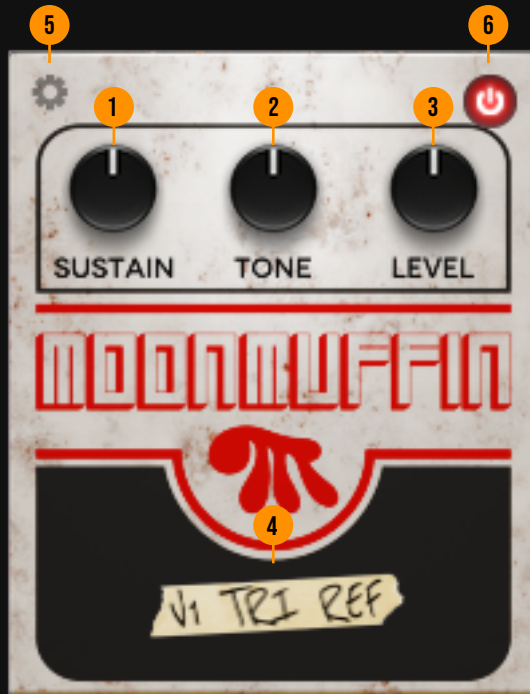 5 6
1 2 3
SUSTAIN TONE LEVEL
MOONMUFFIN
4
V1 TRI REF